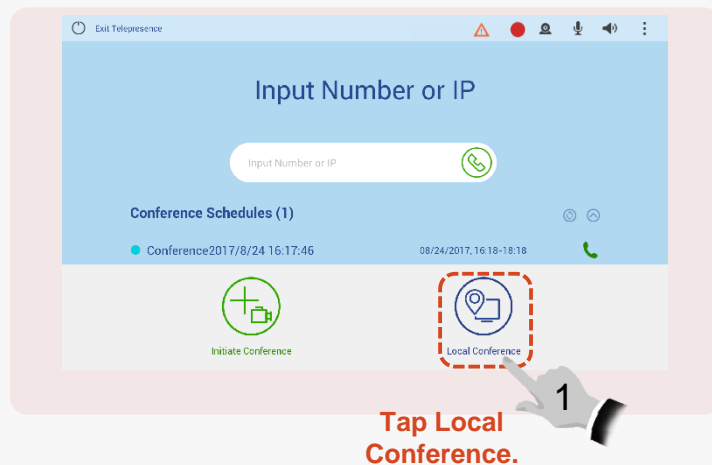 Exit Telepresence
Input Number or IP
Input Number or IP
Conference Schedules (1)
Conference2017/8/24 16:17:46 08/24/2017, 16:18-18:18
Initiate Conference Local Conference
1
Tap Local
Conference.